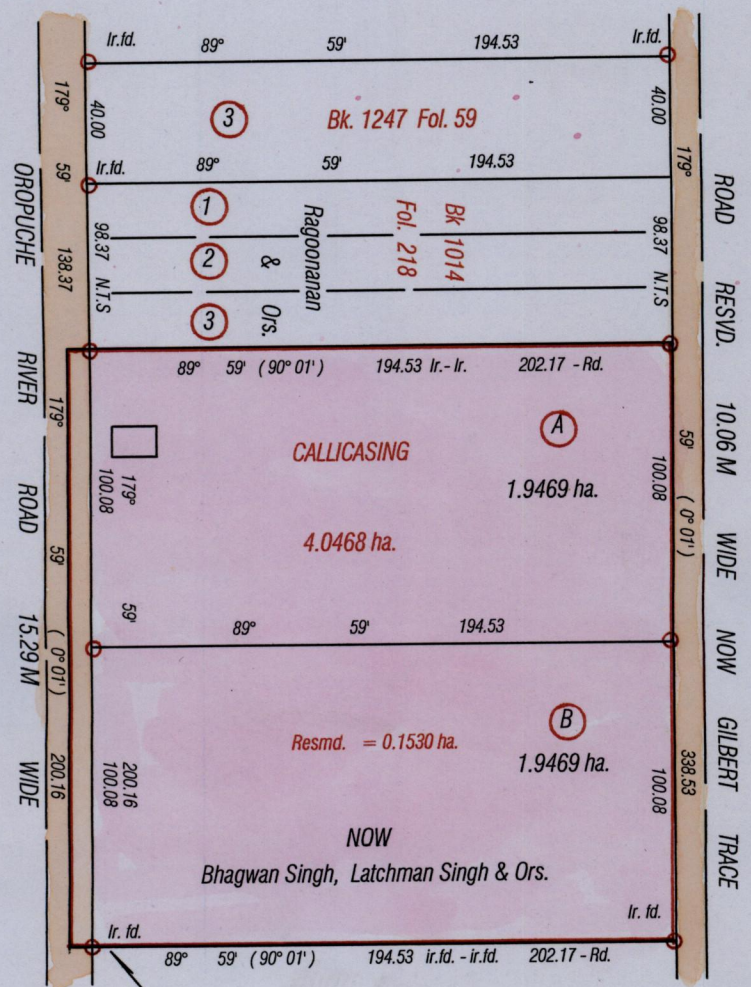 Ir.fd. 89° 59' 194.53 Ir.fd.
179° 59' 138.37
40.00
3
Bk. 1247 Fol. 59
40.00
179°
Ir.fd. 89° 59' 194.53
98.37 N.T.S
1
2
3
Ragoonanan
& Ors.
Bk 1014
Fol. 218
98.37 N.T.S
89° 59' (90° 01') 194.53 Ir.- Ir. 202.17 - Rd.
OROPUCHE RIVER ROAD 15.29 M WIDE
ROAD RESVD. 10.06 M WIDE NOW GILBERT TRACE
CALLICASING
A
1.9469 ha.
4.0468 ha.
179° 59'
100.08
179° 59' (0° 01') 200.16
100.08
59' (0° 01') 338.53
89° 59' 194.53
B
Resmd. = 0.1530 ha.
1.9469 ha.
200.16
100.08
100.08
NOW
Bhagwan Singh, Latchman Singh & Ors.
Ir. fd.
Ir. fd.
89° 59' (90° 01') 194.53 ir.fd. - ir.fd. 202.17 - Rd.